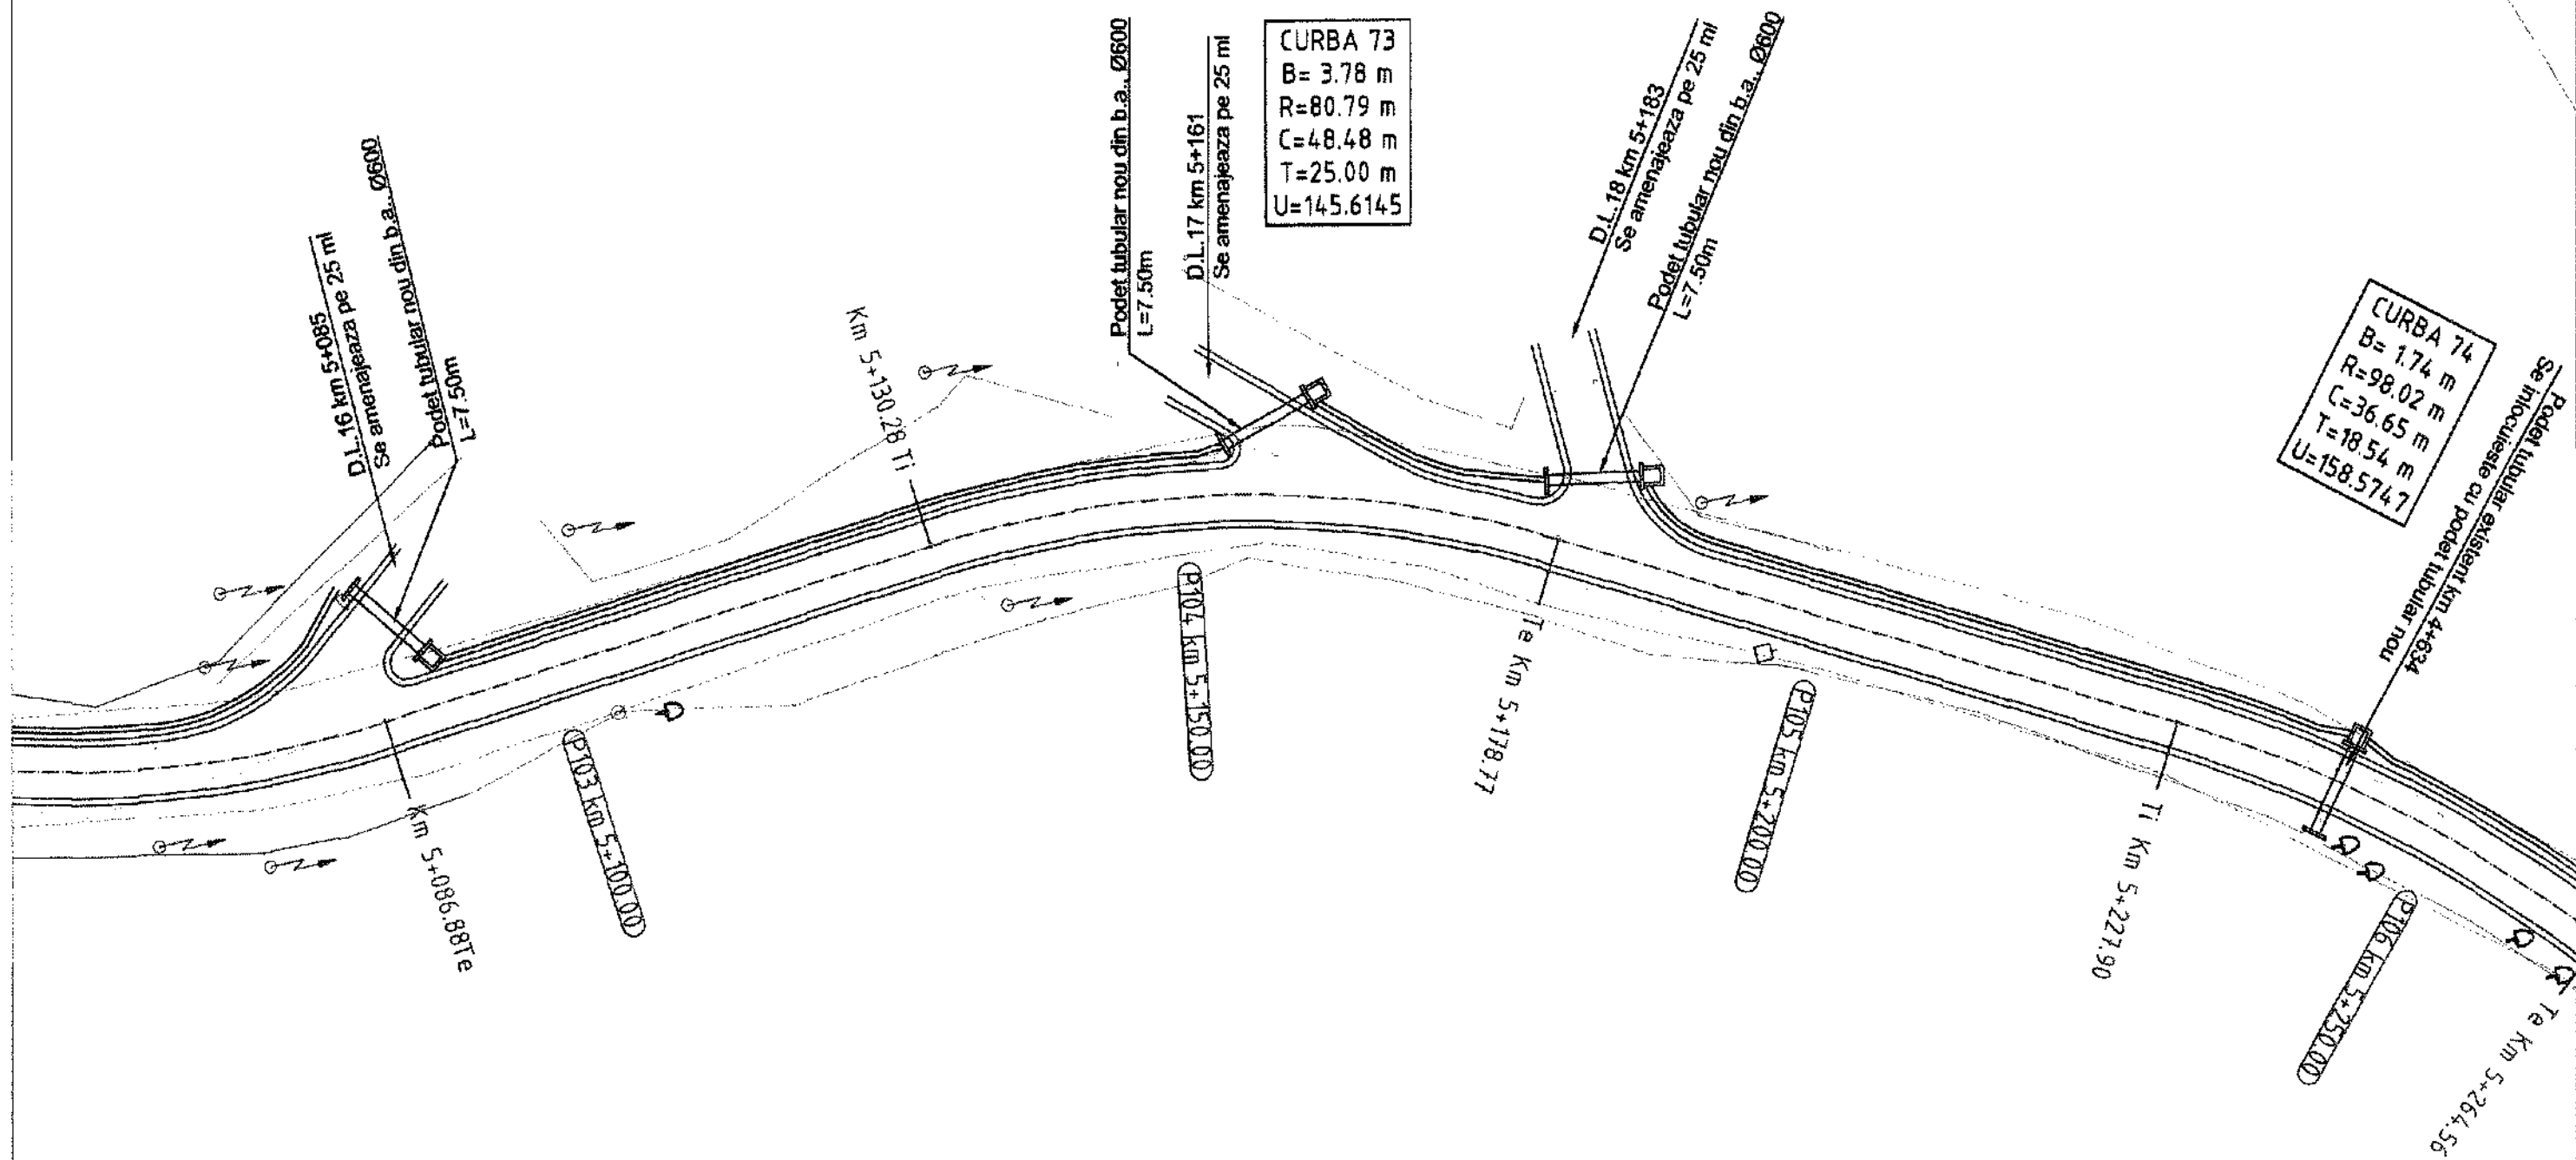 D.L.16 km 5+085
Se amenajeaza pe 25 ml
Podet tubular nou din b.a., Ø600
L=7.50m
Km 5+130.28 Ti
Podet tubular nou din b.a., Ø600
L=7.50m
D.L.17 km 5+161
Se amenajeaza pe 25 ml
CURBA 73
B= 3.78 m
R=80.79 m
C=48.48 m
T=25.00 m
U=145.6145
D.L.18 km 5+183
Se amenajeaza pe 25 ml
Podet tubular nou din b.a., Ø600
L=7.50m
CURBA 74
B= 1.74 m
R=98.02 m
C=36.65 m
T=18.54 m
U=158.5747
Podet tubular existent km 4+634
Se inlocuieste cu podet tubular nou
Km 5+086.88Te
P103 km 5+100.00
P104 km 5+150.00
Te Km 5+178.77
P105 km 5+200.00
Ti Km 5+227.90
P106 km 5+250.00
Te Km 5+264.56